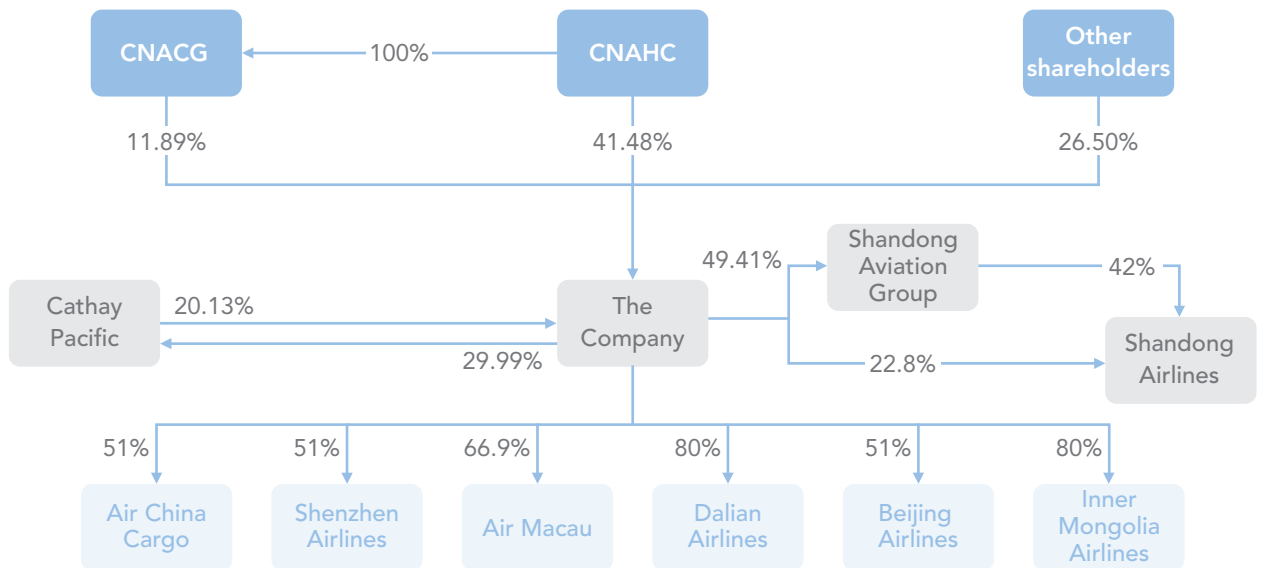 CNACG
100%
CNAHC
Other
shareholders
11.89%
41.48%
26.50%
Shandong
Aviation
Group
49.41%
42%
Cathay
Pacific
20.13%
29.99%
The
Company
22.8%
Shandong
Airlines
51%
51%
66.9%
80%
51%
80%
Air China
Cargo
Shenzhen
Airlines
Air Macau
Dalian
Airlines
Beijing
Airlines
Inner
Mongolia
Airlines